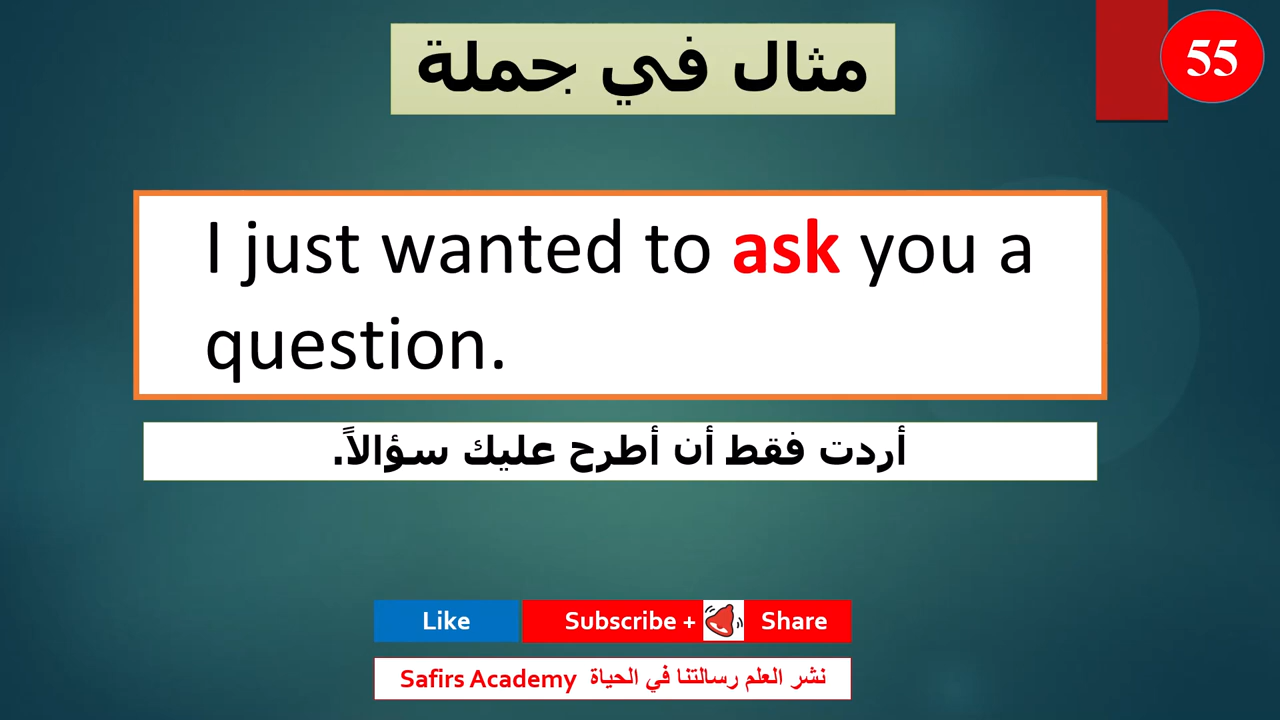 مثال في جملة
55
I just wanted to ask you a
question.
أردت فقط أن أطرح عليك سؤالاً.
Like Subscribe + Share
Safirs Academy نشر العلم رسالتنا في الحياة